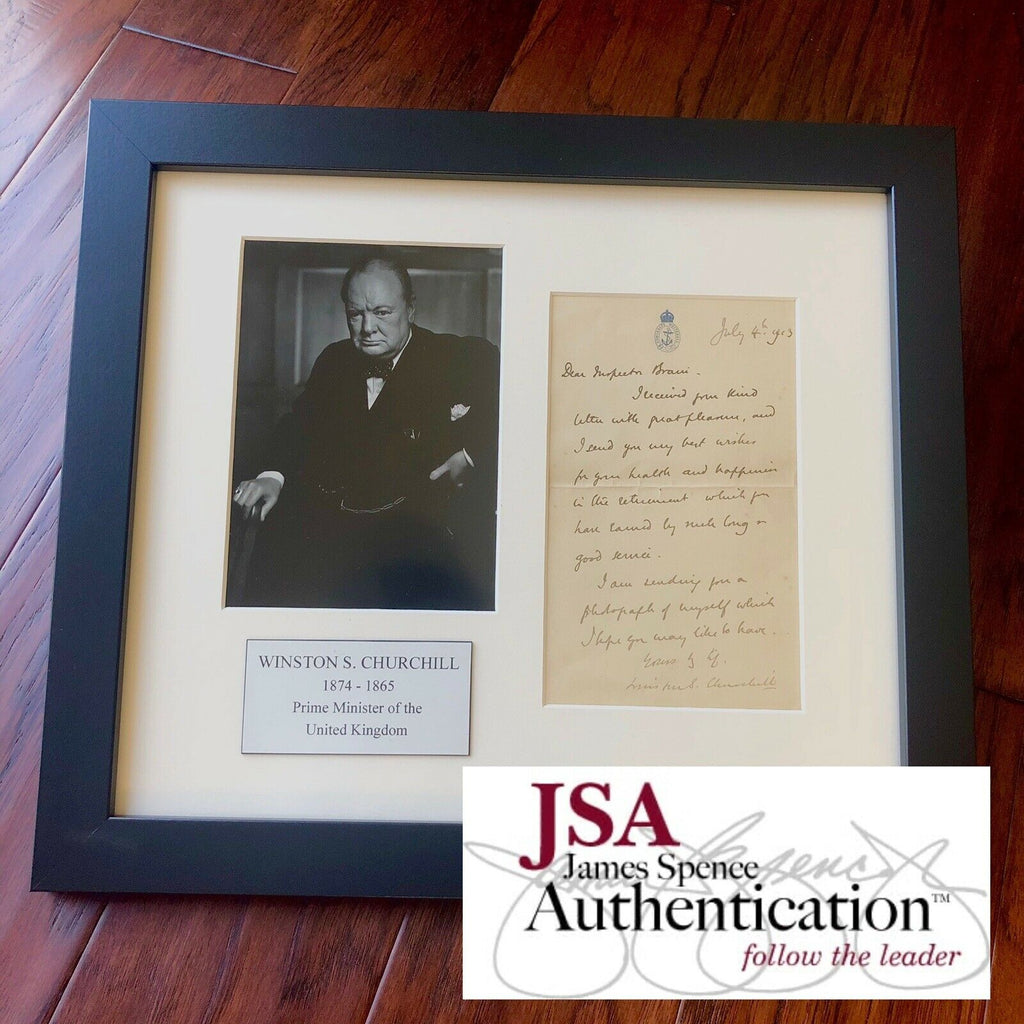 July 4th 1913
Dear Inspector
I received your kind
letter with great pleasure, and
I send you my best wishes
for your health and happiness
in the retirement which you
have earned by such long &
good service.
I am sending you a
photograph of myself which
I hope you may like to have.
Yours
Winston S. Churchill
WINSTON S. CHURCHILL
1874 - 1865
Prime Minister of the
United Kingdom
JSA
James Spence
Authentication™
follow the leader